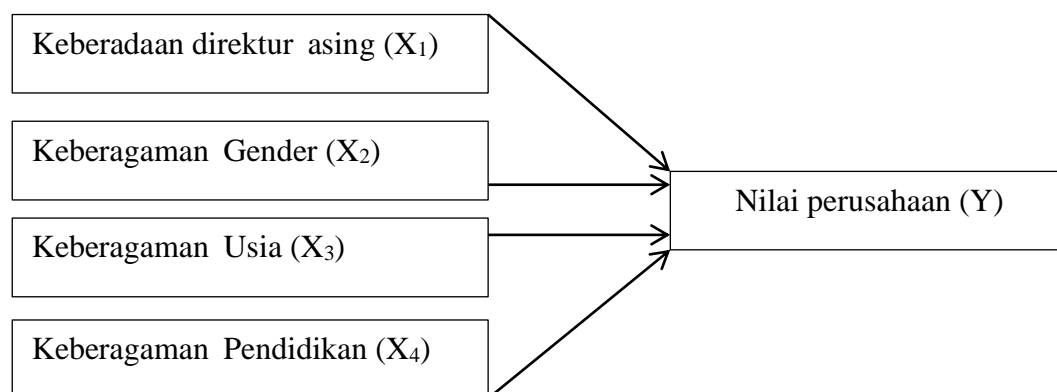 Keberadaan direktur asing (X₁)
Keberagaman Gender (X₂)
Nilai perusahaan (Y)
Keberagaman Usia (X₃)
Keberagaman Pendidikan (X₄)